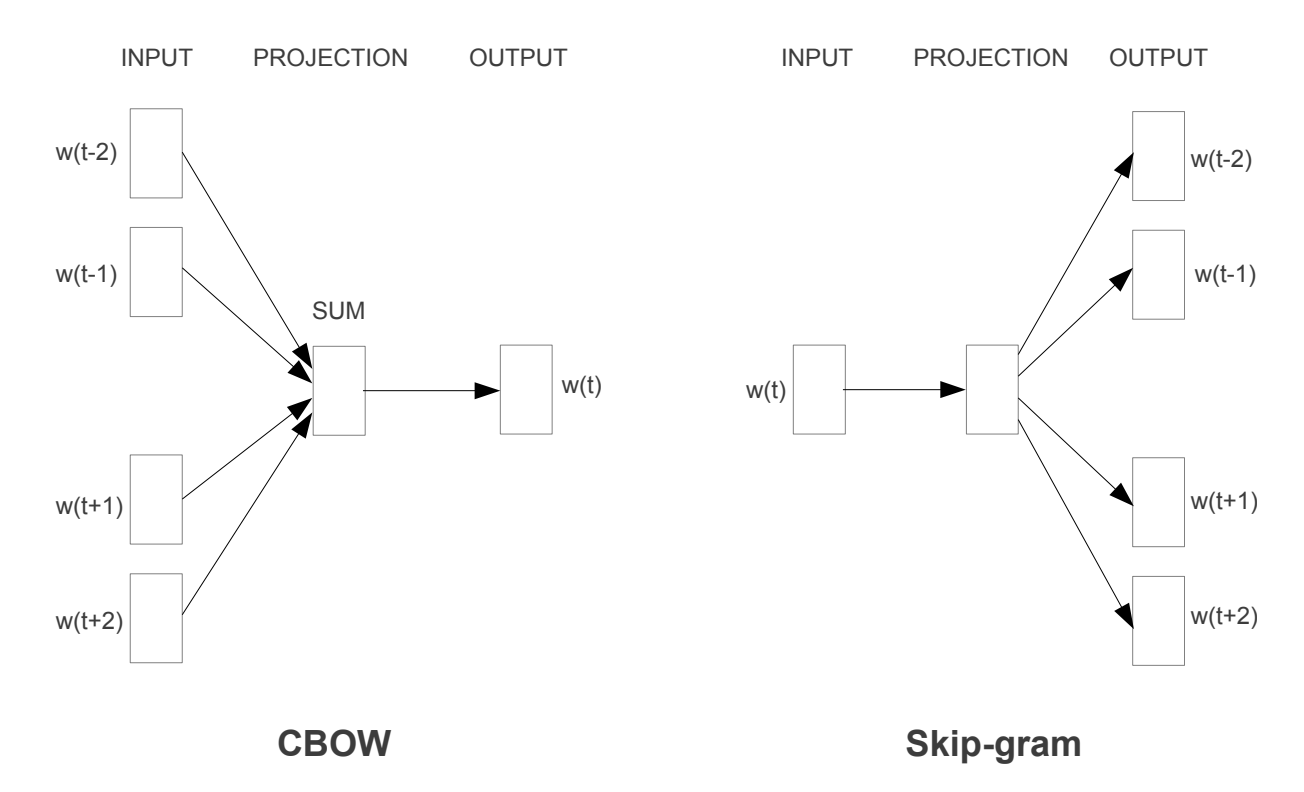 INPUT PROJECTION OUTPUT
w(t-2)
w(t-1)
SUM
w(t)
w(t+1)
w(t+2)
CBOW
INPUT PROJECTION OUTPUT
w(t-2)
w(t-1)
w(t)
w(t+1)
w(t+2)
Skip-gram